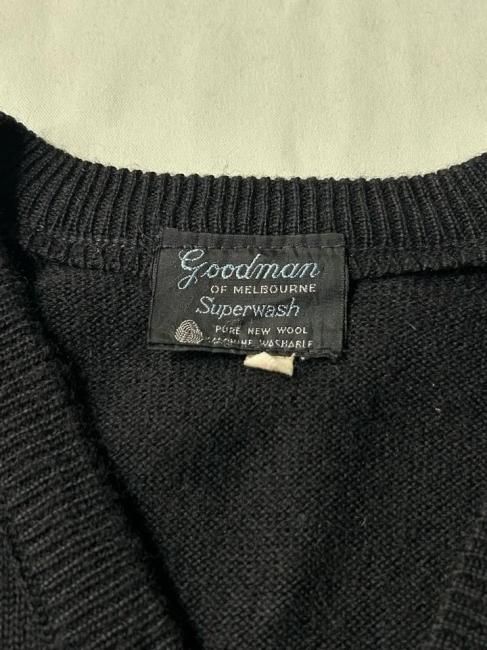 Goodman
OF MELBOURNE
Superwash
PURE NEW WOOL
MACHINE WASHABLE